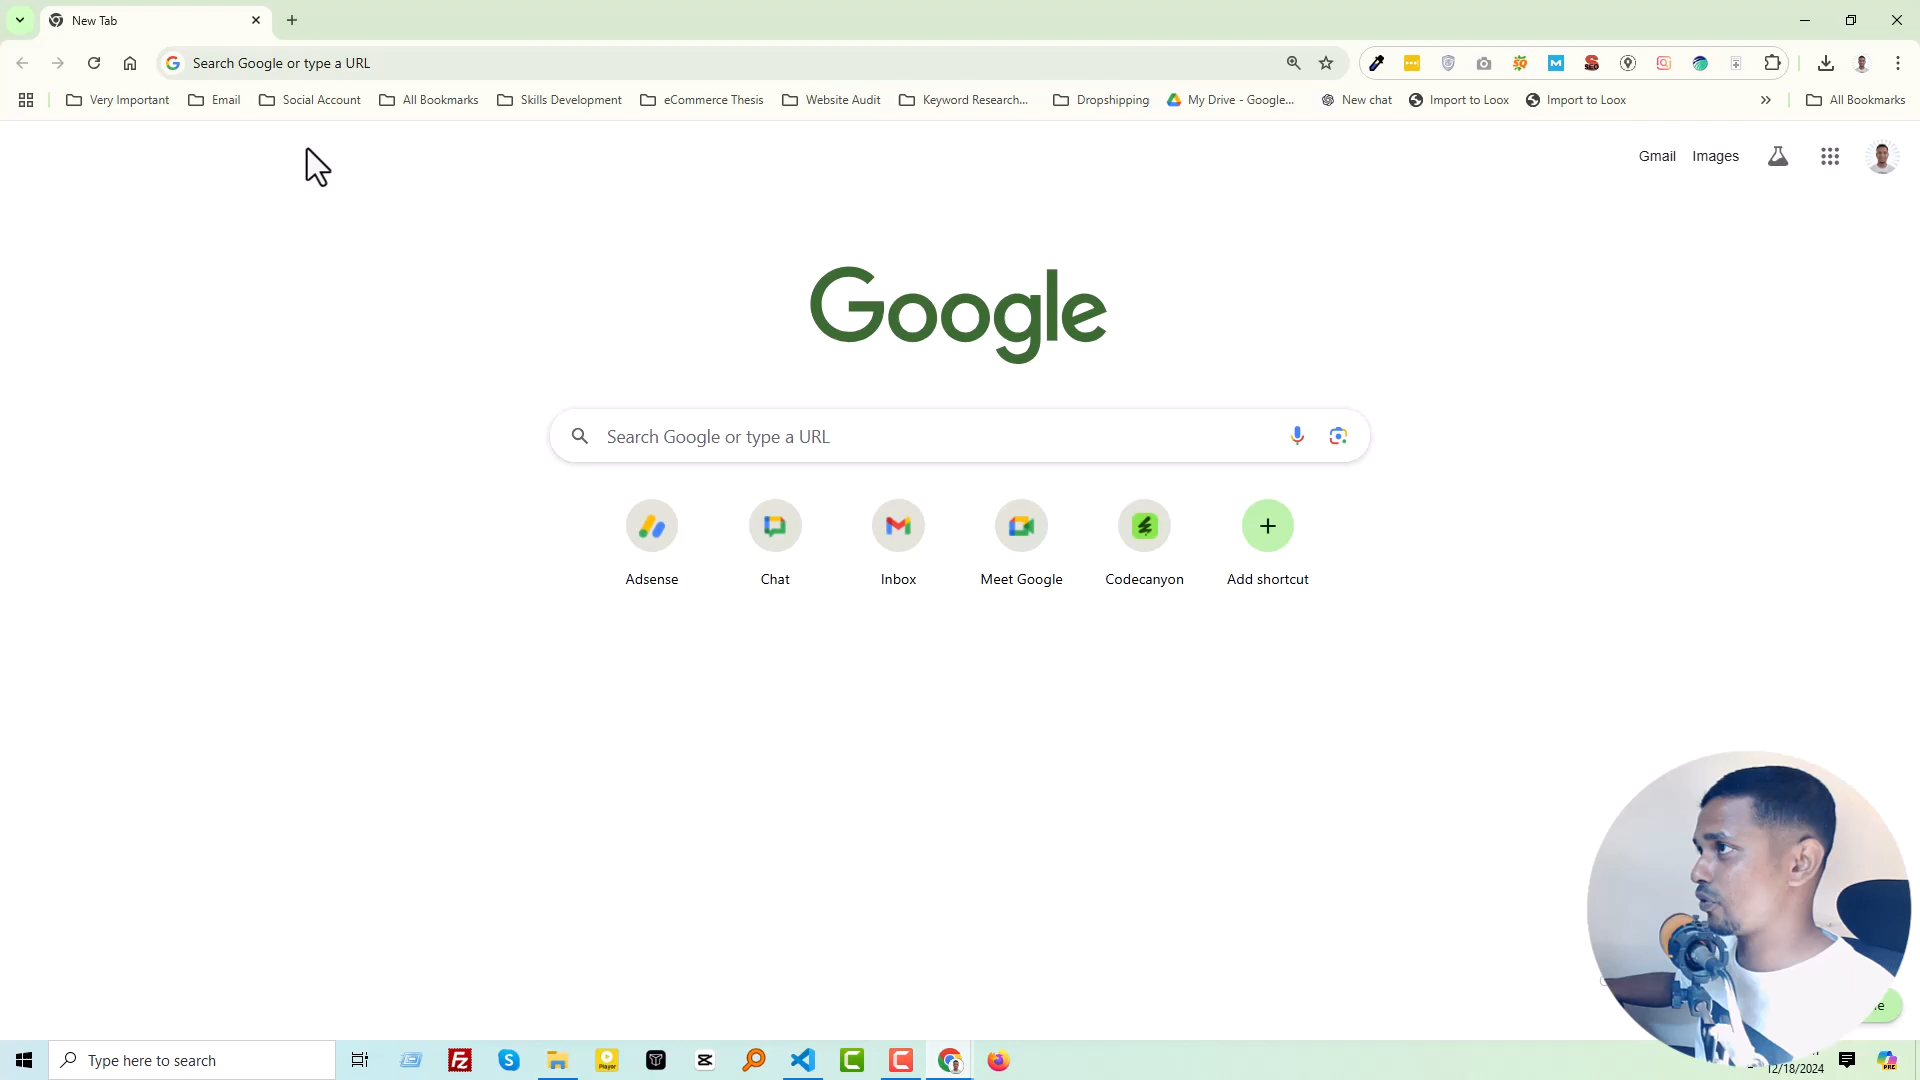 New Tab
Search Google or type a URL
Very Important
Email
Social Account
All Bookmarks
Skills Development
eCommerce Thesis
Website Audit
Keyword Research...
Dropshipping
My Drive - Google...
New chat
Import to Loox
Import to Loox
All Bookmarks
Gmail
Images
Google
Search Google or type a URL
Adsense
Chat
Inbox
Meet Google
Codecanyon
Add shortcut
Type here to search
Player
12/18/2024
PRE